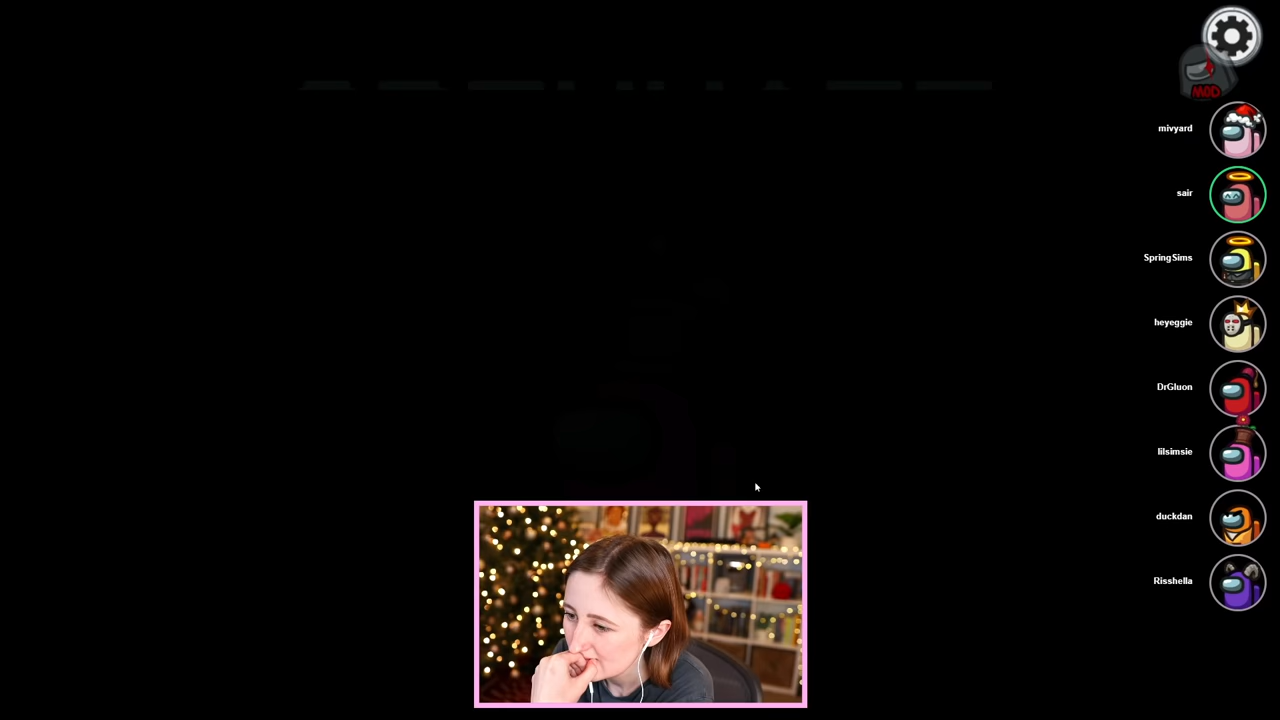 MOD
mivyard
sair
SpringSims
heyeggie
DrGluon
lilsimsie
duckdan
Risshella